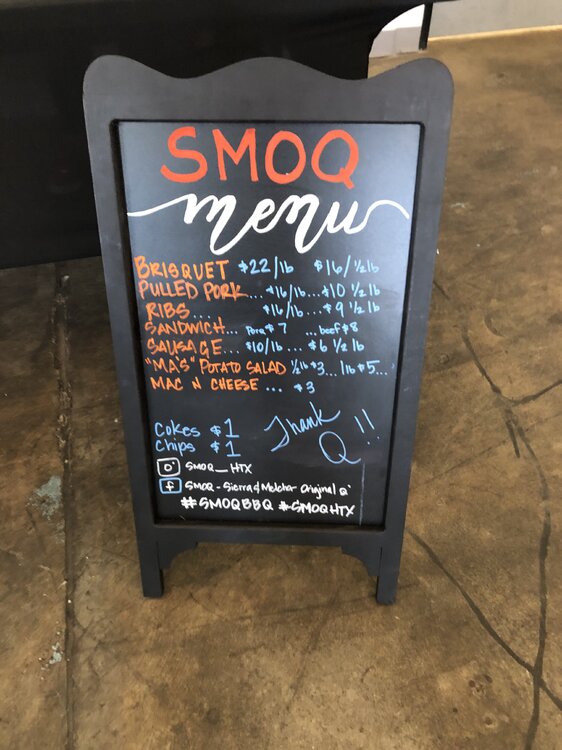 SMOQ
menu
BRISQUET $22/lb $16/½lb
PULLED PORK... $16/lb...$10 ½lb
RIBS... $16/lb...$9 ½lb
SANDWICH... Pork $7 ...beef $8
SAUSAGE... $10/lb... $6 ½lb
"MA'S" POTATO SALAD ½lb $3...lb $5...
MAC N CHEESE ... $3
Cokes $1
Chips $1
Thank Q!!
SMOQ_HTX
SMOQ - Sierra & Melchor Original Q'
#SMOQBBQ #SMOQHTX